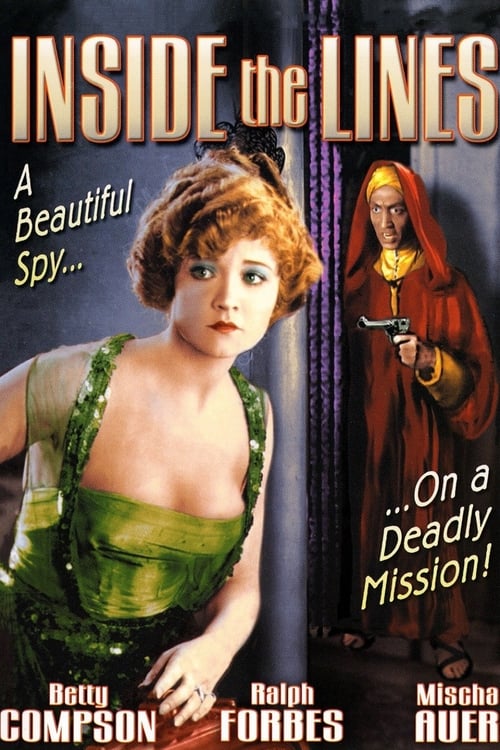 INSIDE the LINES
A
Beautiful
Spy...
...On a
Deadly
Mission!
Betty
COMPSON
Ralph
FORBES
Mischa
AUER